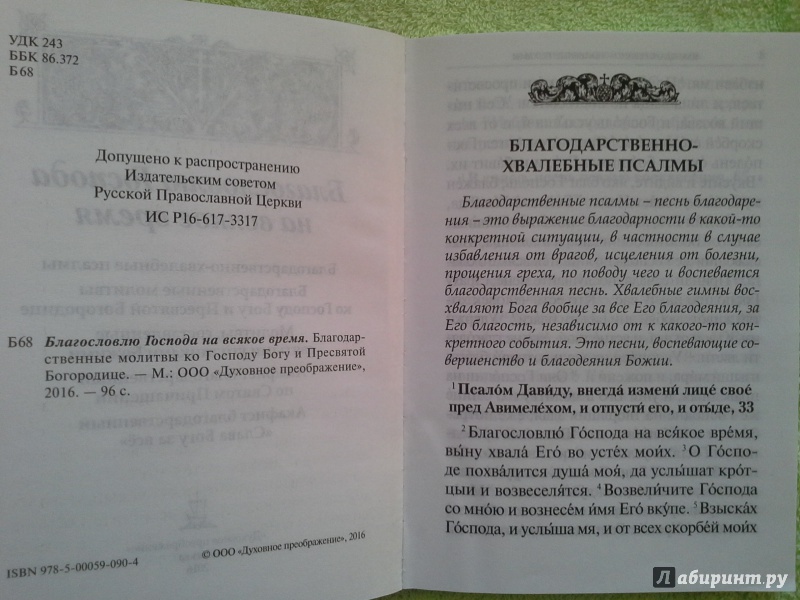 УДК 243
ББК 86.372
Б68
Допущено к распространению
Издательским советом
Русской Православной Церкви
ИС Р16-617-3317
Б68 Благословлю Господа на всякое время. Благодар-
ственные молитвы ко Господу Богу и Пресвятой
Богородице. — М.: ООО «Духовное преображение»,
2016. — 96 с.
© ООО «Духовное преображение», 2016
ISBN 978-5-00059-090-4
БЛАГОДАРСТВЕННО-
ХВАЛЕБНЫЕ ПСАЛМЫ
Благодарственные псалмы – песнь благодаре-
ния – это выражение благодарности в какой-то
конкретной ситуации, в частности в случае
избавления от врагов, исцеления от болезни,
прощения греха, по поводу чего и воспевается
благодарственная песнь. Хвалебные гимны вос-
хваляют Бога вообще за все Его благодеяния, за
Его благость, независимо от какого-то кон-
кретного события. Это песни, воспевающие со-
вершенство и благодеяния Божии.
¹ Псало́м Дави́ду, внегда́ измени́ лице́ свое́
пред Авимеле́хом, и отпусти́ его, и оты́де, 33
² Благословлю́ Го́спода на вся́кое вре́мя,
вы́ну хвала́ Его́ во усте́х мои́х. ³ О Го́спо-
де похва́лится душа́ моя́, да услы́шат кро́т-
цыи и возвеселя́тся. ⁴ Возвели́чите Го́спода
со мно́ю и вознесе́м и́мя Его́ вку́пе. ⁵ Взыска́х
Го́спода, и услы́ша мя, и от всех скорбе́й мои́х
лабиринт.ру